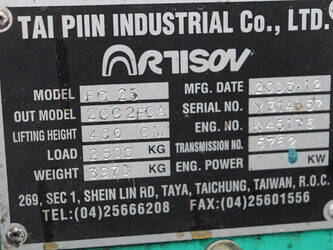 TAI PIIN INDUSTRIAL Co., LTD.
ARTISON
MODEL FG 25 MFG. DATE 2003.12
OUT MODEL SERIAL NO.
LIFTING HEIGHT 480 CM ENG. NO.
LOAD 2500 KG TRANSMISSION NO.
WEIGHT 3970 KG ENG. POWER KW
269, SEC 1, SHEIN LIN RD, TAYA, TAICHUNG, TAIWAN, R.O.C.
TEL:(04)25666208 FAX:(04)25601556